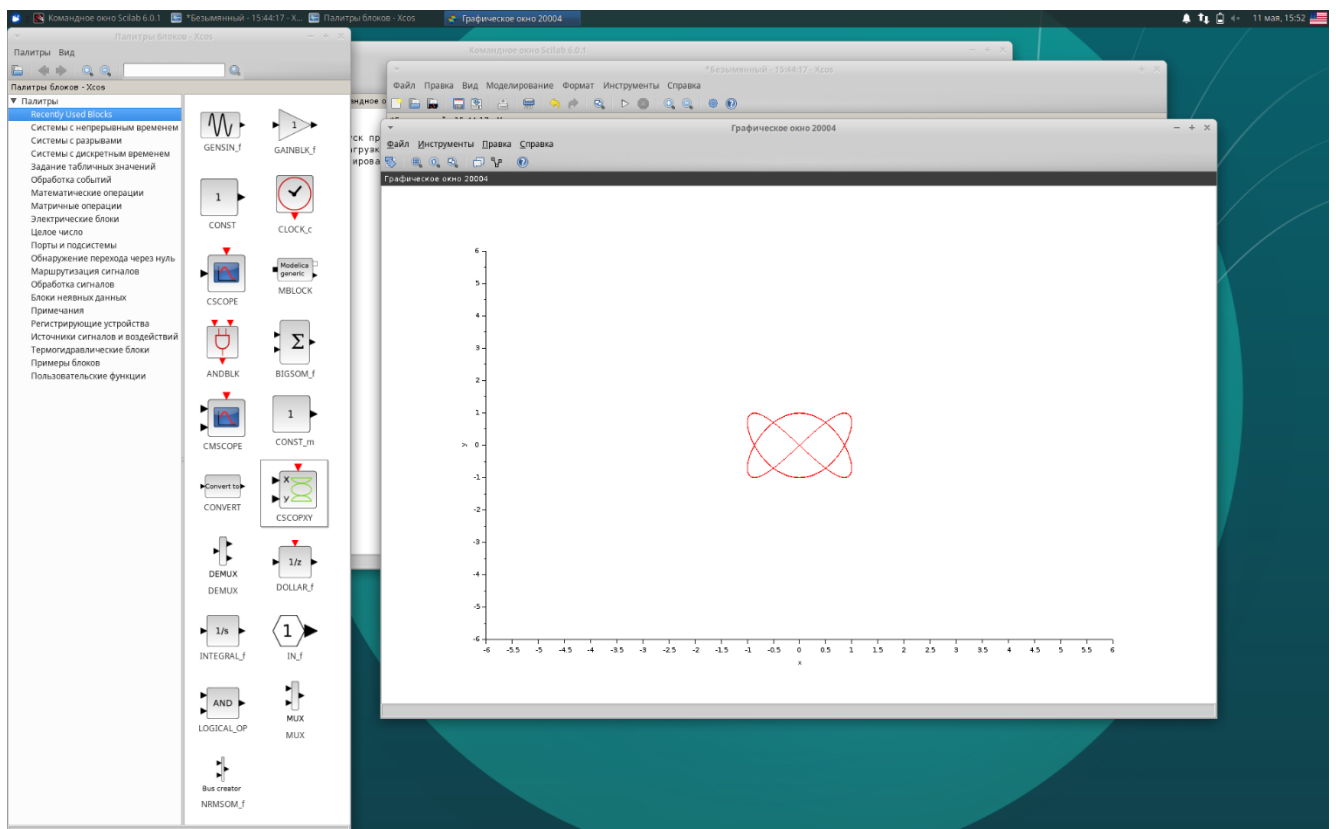 Командное окно Scilab 6.0.1
*Безымянный - 15:44:17 - X...
Палитры блоков - Xcos
Графическое окно 20004
11 мая, 15:52
Палитры блоков - Xcos
Палитры Вид
Палитры блоков - Xcos
Палитры
Recently Used Blocks
Системы с непрерывным временем
Системы с разрывами
Системы с дискретным временем
Задание табличных значений
Обработка событий
Математические операции
Матричные операции
Электрические блоки
Целое число
Порты и подсистемы
Обнаружение перехода через нуль
Маршрутизация сигналов
Обработка сигналов
Блоки неявных данных
Примечания
Регистрирующие устройства
Источники сигналов и воздействий
Термогидравлические блоки
Примеры блоков
Пользовательские функции
GENSIN_f
1
GAINBLK_f
1
CONST
CLOCK_c
CSCOPE
Modelica
generic
MBLOCK
ANDBLK
Σ
BIGSOM_f
CMSCOPE
1
CONST_m
Convert to
CONVERT
X
y
CSCOPXY
DEMUX
DEMUX
1/z
DOLLAR_f
1/s
INTEGRAL_f
1
IN_f
AND
LOGICAL_OP
MUX
MUX
Bus creator
NRMSOM_f
Командное окно Scilab 6.0.1
*Безымянный - 15:44:17 - Xcos
Файл Правка Вид Моделирование Формат Инструменты Справка
Графическое окно 20004
Файл Инструменты Правка Справка
Графическое окно 20004
6
5
4
3
2
1
y 0
-1
-2
-3
-4
-5
-6
-6 -5.5 -5 -4.5 -4 -3.5 -3 -2.5 -2 -1.5 -1 -0.5 0 0.5 1 1.5 2 2.5 3 3.5 4 4.5 5 5.5 6
x